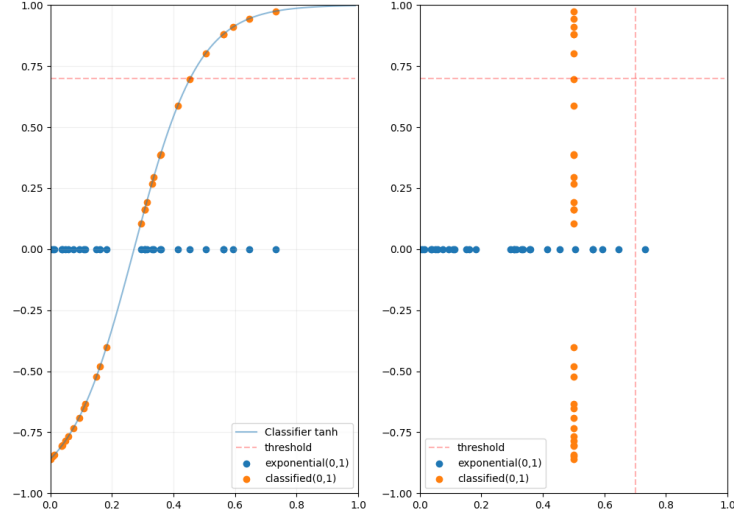 1.00
0.75
0.50
0.25
0.00
−0.25
−0.50
−0.75
−1.00
0.0 0.2 0.4 0.6 0.8 1.0
Classifier tanh
threshold
exponential(0,1)
classified(0,1)
1.00
0.75
0.50
0.25
0.00
−0.25
−0.50
−0.75
−1.00
0.0 0.2 0.4 0.6 0.8 1.0
threshold
exponential(0,1)
classified(0,1)